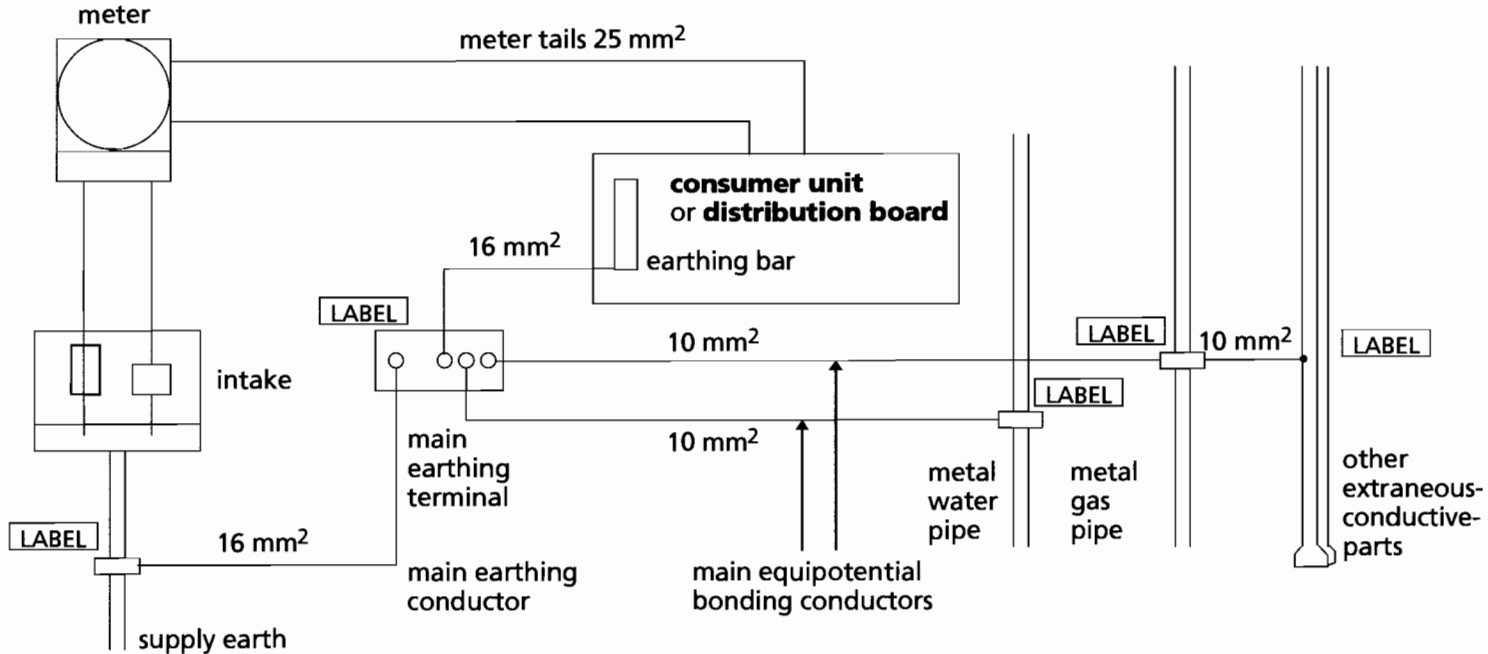 meter
meter tails 25 mm²
consumer unit
or distribution board
earthing bar
16 mm²
LABEL
intake
10 mm²
LABEL
10 mm²
LABEL
LABEL
10 mm²
main
earthing
terminal
metal
water
pipe
metal
gas
pipe
other
extraneous-
conductive-
parts
LABEL
16 mm²
main earthing
conductor
main equipotential
bonding conductors
supply earth